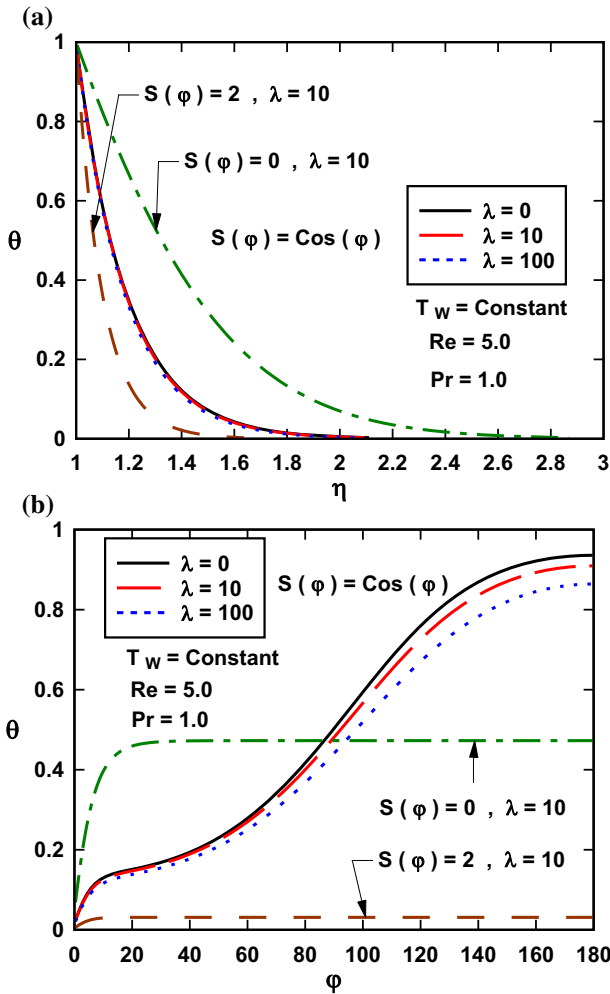 (a)
1
0.8
0.6
0.4
0.2
0
θ
S ( φ ) = 2 , λ = 10
S ( φ ) = 0 , λ = 10
S ( φ ) = Cos ( φ )
λ = 0
λ = 10
λ = 100
T W = Constant
Re = 5.0
Pr = 1.0
1 1.2 1.4 1.6 1.8 2 2.2 2.4 2.6 2.8 3
η
(b)
1
0.8
0.6
0.4
0.2
0
θ
λ = 0
λ = 10
λ = 100
S ( φ ) = Cos ( φ )
T W = Constant
Re = 5.0
Pr = 1.0
S ( φ ) = 0 , λ = 10
S ( φ ) = 2 , λ = 10
0 20 40 60 80 100 120 140 160 180
φ